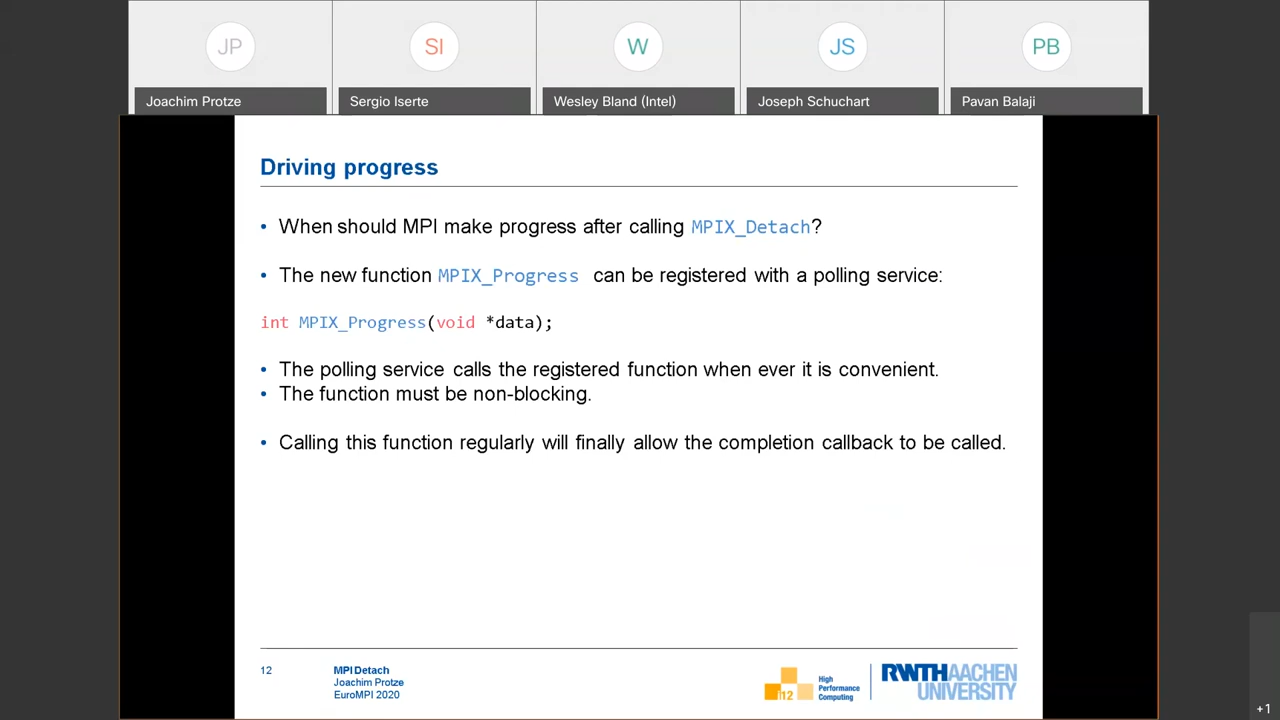 JP
SI
W
JS
PB
Joachim Protze
Sergio Iserte
Wesley Bland (Intel)
Joseph Schuchart
Pavan Balaji
Driving progress
• When should MPI make progress after calling MPIX_Detach?
• The new function MPIX_Progress can be registered with a polling service:
int MPIX_Progress(void *data);
• The polling service calls the registered function when ever it is convenient.
• The function must be non-blocking.
• Calling this function regularly will finally allow the completion callback to be called.
12
MPI Detach
Joachim Protze
EuroMPI 2020
i12
High
Performance
Computing
RWTHAACHEN
UNIVERSITY
+1